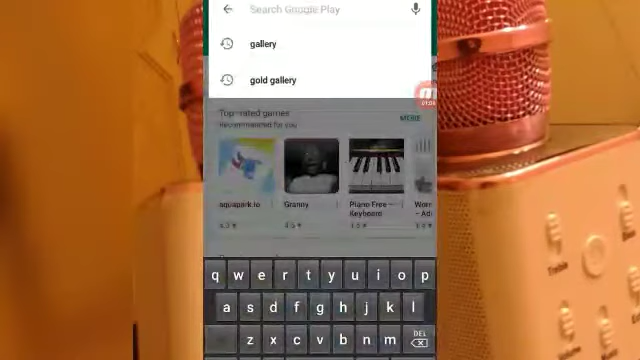 Search Google Play
gallery
gold gallery
Top-rated games
Recommended for you
MORE
aquapark.io
Granny
Piano Free -
Keyboard
q w e r t y u i o p
a s d f g h j k l
z x c v b n m
DEL
Treble